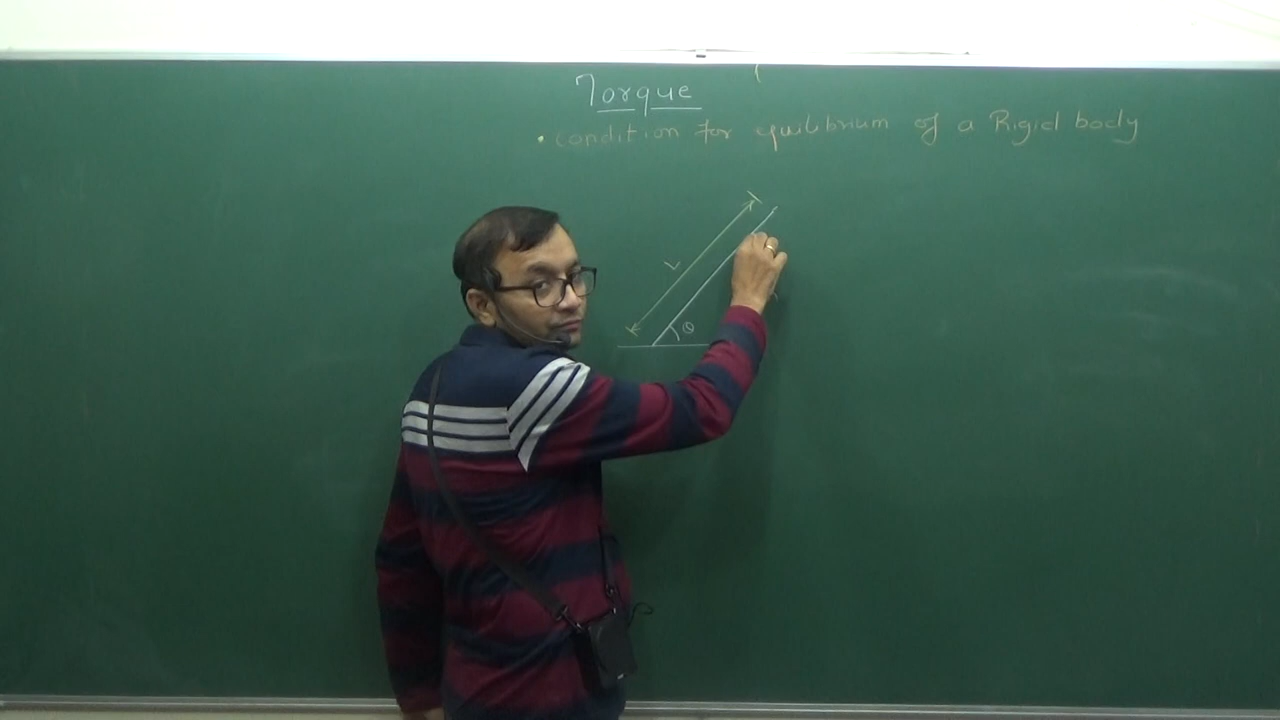 Torque
• condition for equilibrium of a Rigid body
L
θ